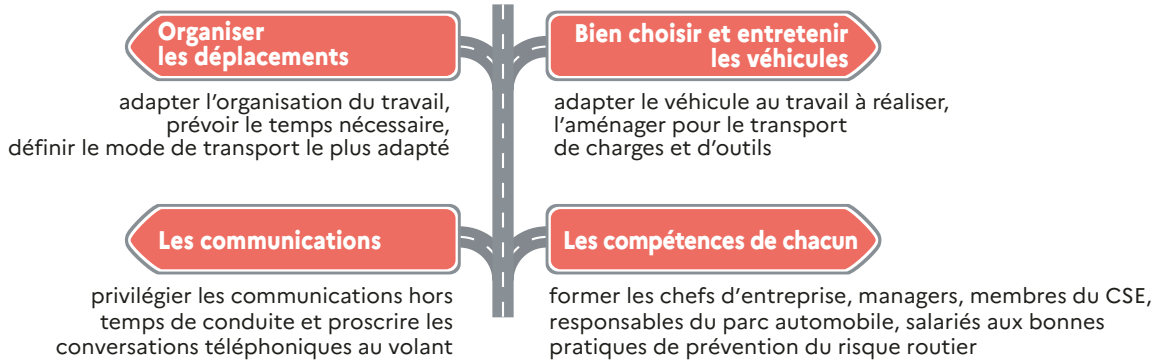 Organiser
les déplacements
adapter l’organisation du travail,
prévoir le temps nécessaire,
définir le mode de transport le plus adapté
Bien choisir et entretenir
les véhicules
adapter le véhicule au travail à réaliser,
l’aménager pour le transport
de charges et d’outils
Les communications
privilégier les communications hors
temps de conduite et proscrire les
conversations téléphoniques au volant
Les compétences de chacun
former les chefs d’entreprise, managers, membres du CSE,
responsables du parc automobile, salariés aux bonnes
pratiques de prévention du risque routier